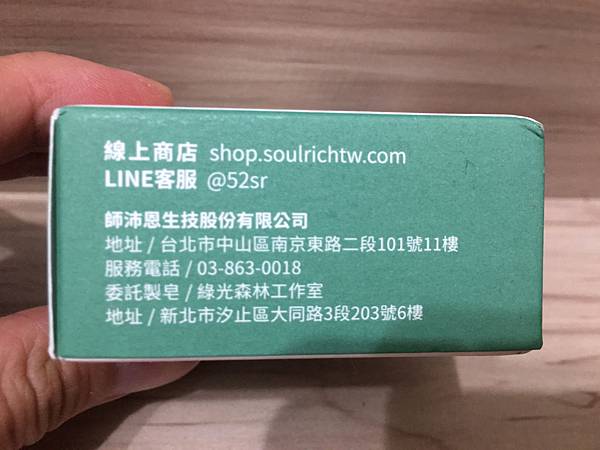 線上商店 shop.soulrichtw.com
LINE客服 @52sr
師沛恩生技股份有限公司
地址 / 台北市中山區南京東路二段101號11樓
服務電話 / 03-863-0018
委託製皂 / 綠光森林工作室
地址 / 新北市汐止區大同路3段203號6樓